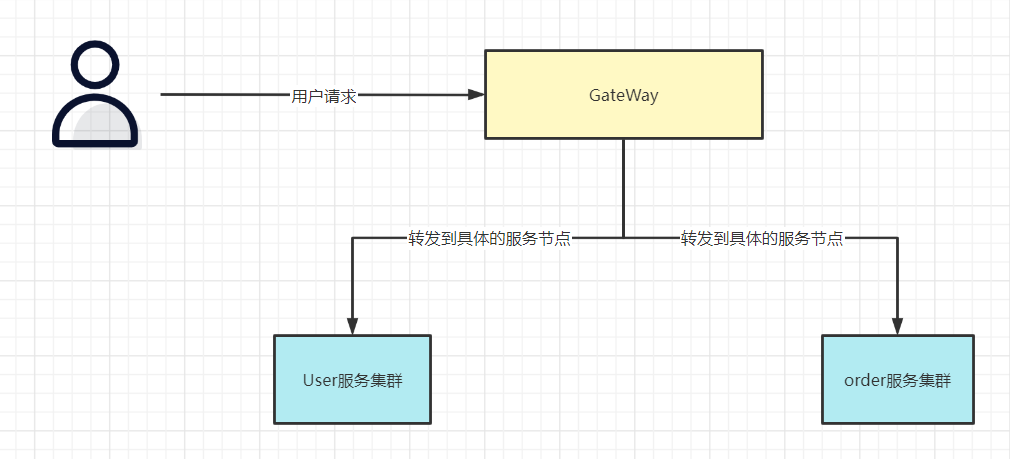 用户请求
GateWay
转发到具体的服务节点
转发到具体的服务节点
User服务集群
order服务集群